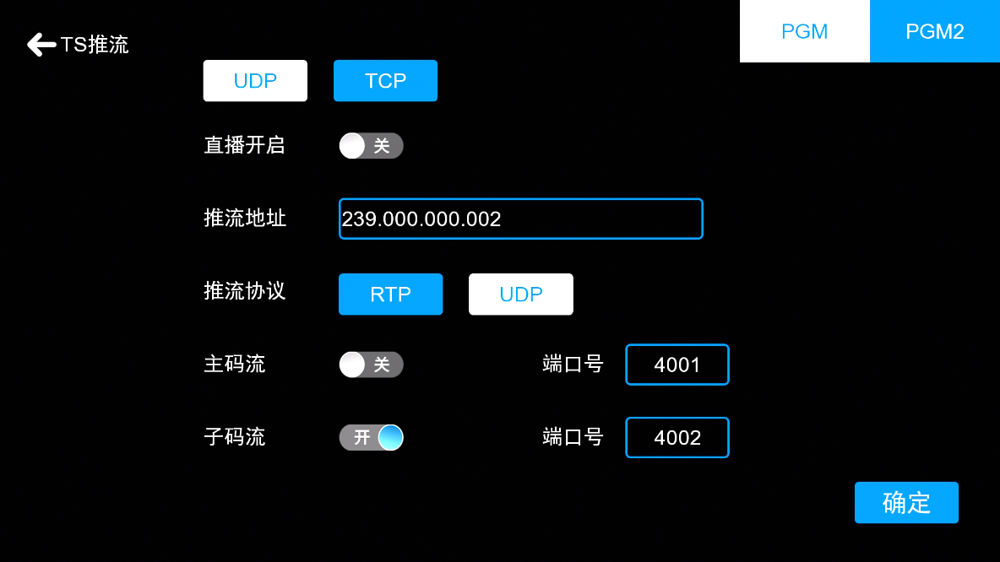 TS推流
PGM
PGM2
UDP
TCP
直播开启
关
推流地址
239.000.000.002
推流协议
RTP
UDP
主码流
关
端口号
4001
子码流
开
端口号
4002
确定